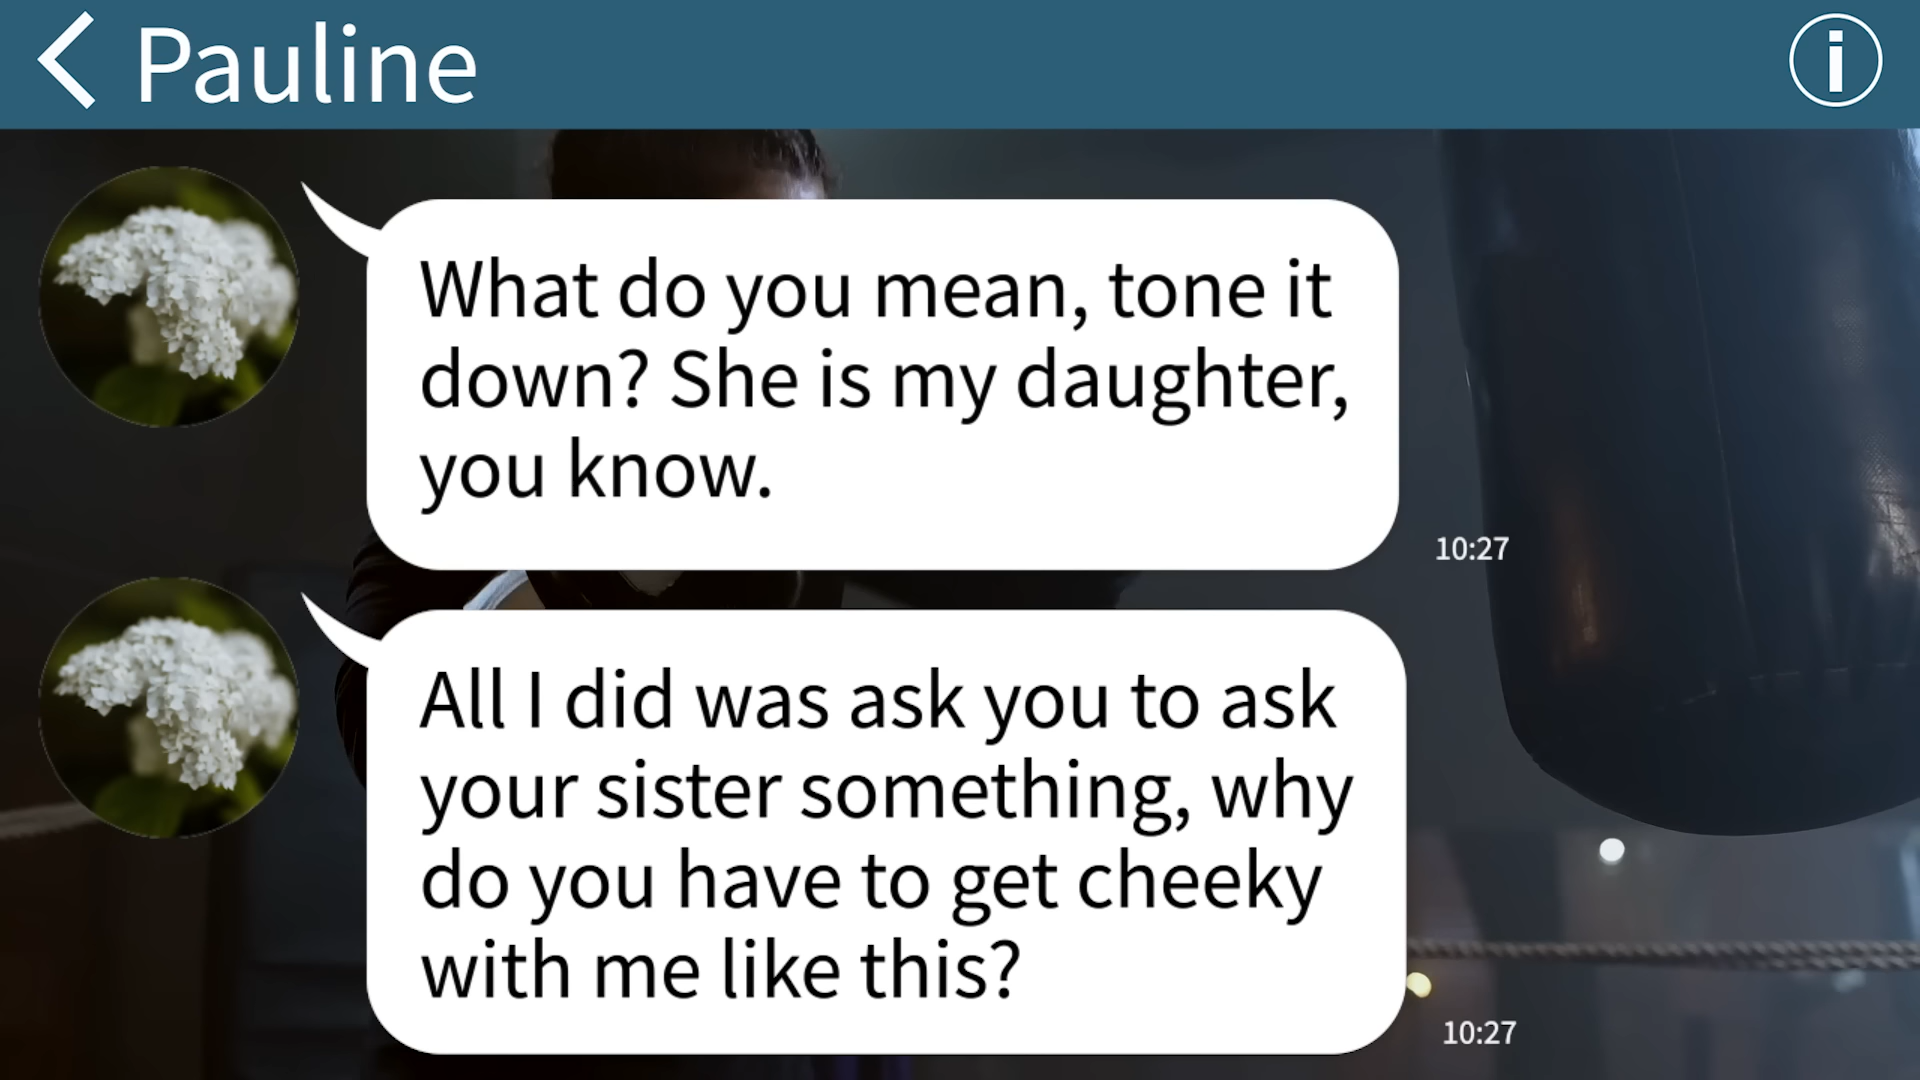 Pauline
What do you mean, tone it
down? She is my daughter,
you know.
10:27
All I did was ask you to ask
your sister something, why
do you have to get cheeky
with me like this?
10:27